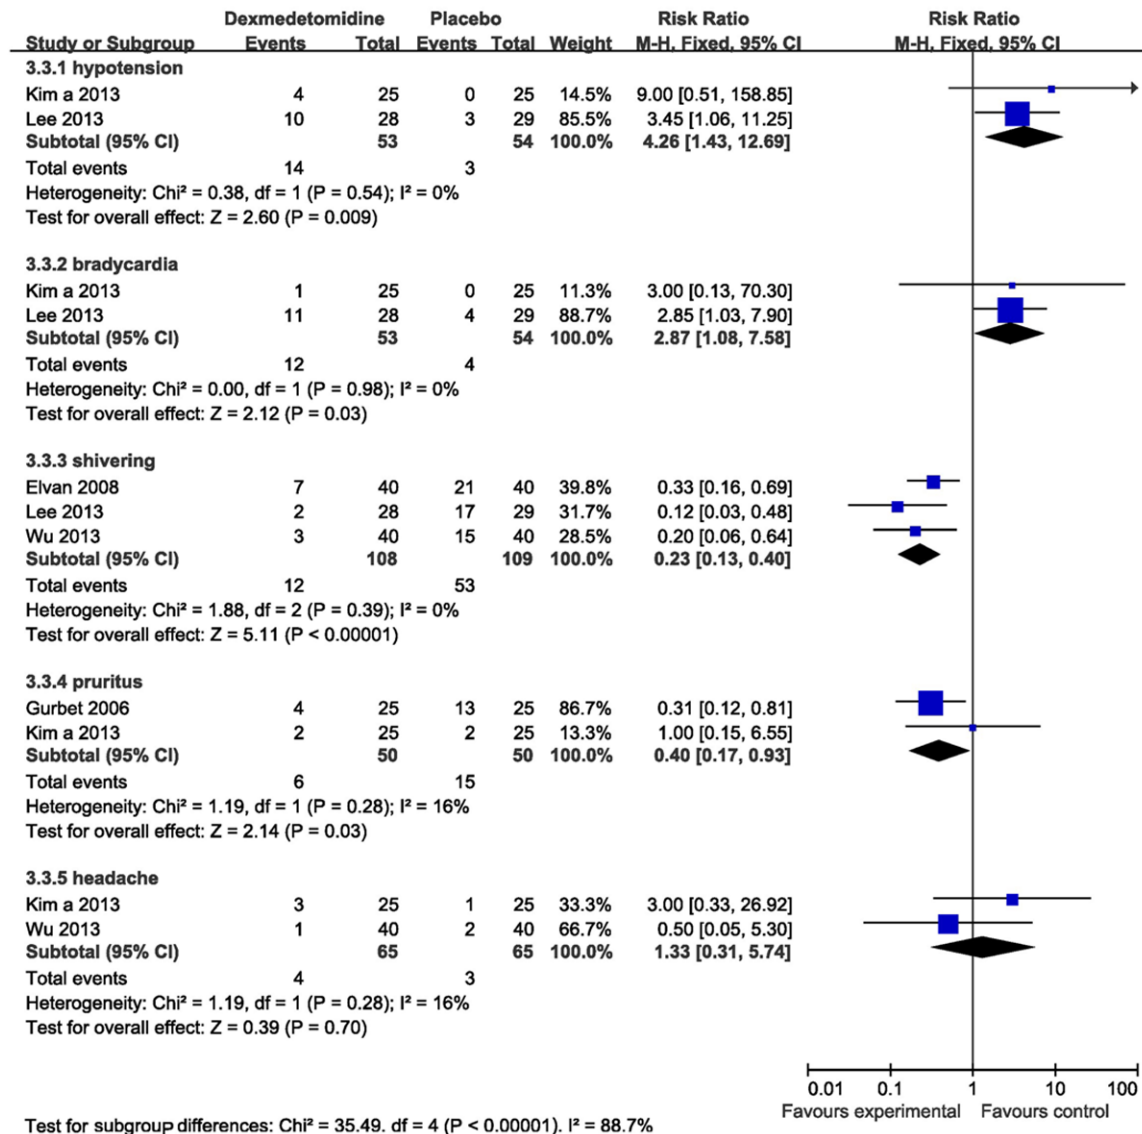 Dexmedetomidine Placebo Risk Ratio Risk Ratio
Study or Subgroup Events Total Events Total Weight M-H, Fixed, 95% CI M-H, Fixed, 95% CI
3.3.1 hypotension
Kim a 2013 4 25 0 25 14.5% 9.00 [0.51, 158.85]
Lee 2013 10 28 3 29 85.5% 3.45 [1.06, 11.25]
Subtotal (95% CI) 53 54 100.0% 4.26 [1.43, 12.69]
Total events 14 3
Heterogeneity: Chi² = 0.38, df = 1 (P = 0.54); I² = 0%
Test for overall effect: Z = 2.60 (P = 0.009)
3.3.2 bradycardia
Kim a 2013 1 25 0 25 11.3% 3.00 [0.13, 70.30]
Lee 2013 11 28 4 29 88.7% 2.85 [1.03, 7.90]
Subtotal (95% CI) 53 54 100.0% 2.87 [1.08, 7.58]
Total events 12 4
Heterogeneity: Chi² = 0.00, df = 1 (P = 0.98); I² = 0%
Test for overall effect: Z = 2.12 (P = 0.03)
3.3.3 shivering
Elvan 2008 7 40 21 40 39.8% 0.33 [0.16, 0.69]
Lee 2013 2 28 17 29 31.7% 0.12 [0.03, 0.48]
Wu 2013 3 40 15 40 28.5% 0.20 [0.06, 0.64]
Subtotal (95% CI) 108 109 100.0% 0.23 [0.13, 0.40]
Total events 12 53
Heterogeneity: Chi² = 1.88, df = 2 (P = 0.39); I² = 0%
Test for overall effect: Z = 5.11 (P < 0.00001)
3.3.4 pruritus
Gurbet 2006 4 25 13 25 86.7% 0.31 [0.12, 0.81]
Kim a 2013 2 25 2 25 13.3% 1.00 [0.15, 6.55]
Subtotal (95% CI) 50 50 100.0% 0.40 [0.17, 0.93]
Total events 6 15
Heterogeneity: Chi² = 1.19, df = 1 (P = 0.28); I² = 16%
Test for overall effect: Z = 2.14 (P = 0.03)
3.3.5 headache
Kim a 2013 3 25 1 25 33.3% 3.00 [0.33, 26.92]
Wu 2013 1 40 2 40 66.7% 0.50 [0.05, 5.30]
Subtotal (95% CI) 65 65 100.0% 1.33 [0.31, 5.74]
Total events 4 3
Heterogeneity: Chi² = 1.19, df = 1 (P = 0.28); I² = 16%
Test for overall effect: Z = 0.39 (P = 0.70)
0.01 0.1 1 10 100
Favours experimental Favours control
Test for subgroup differences: Chi² = 35.49. df = 4 (P < 0.00001). I² = 88.7%